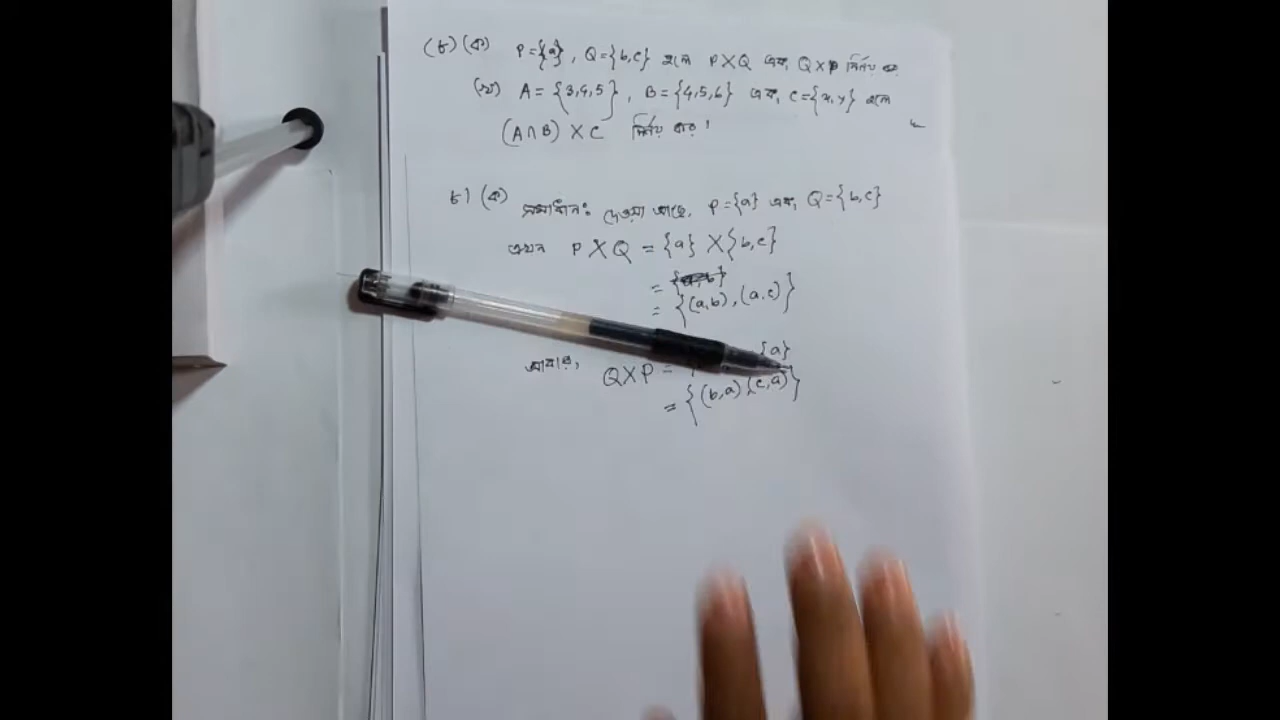 (৮) (ক) P={a}, Q={b,c} হলে P×Q এবং Q×P নির্ণয় কর
(খ) A = {3,4,5}, B = {4,5,6} এবং C={x,y} হলে
(A∩B) × C নির্ণয় কর।
৮। (ক) সমাধানঃ দেওয়া আছে, P={a} এবং Q={b,c}
এখন P×Q = {a} × {b,c}
=
= {(a,b),(a,c)}
আবার, Q×P = {a}
= {(b,a)(c,a)}